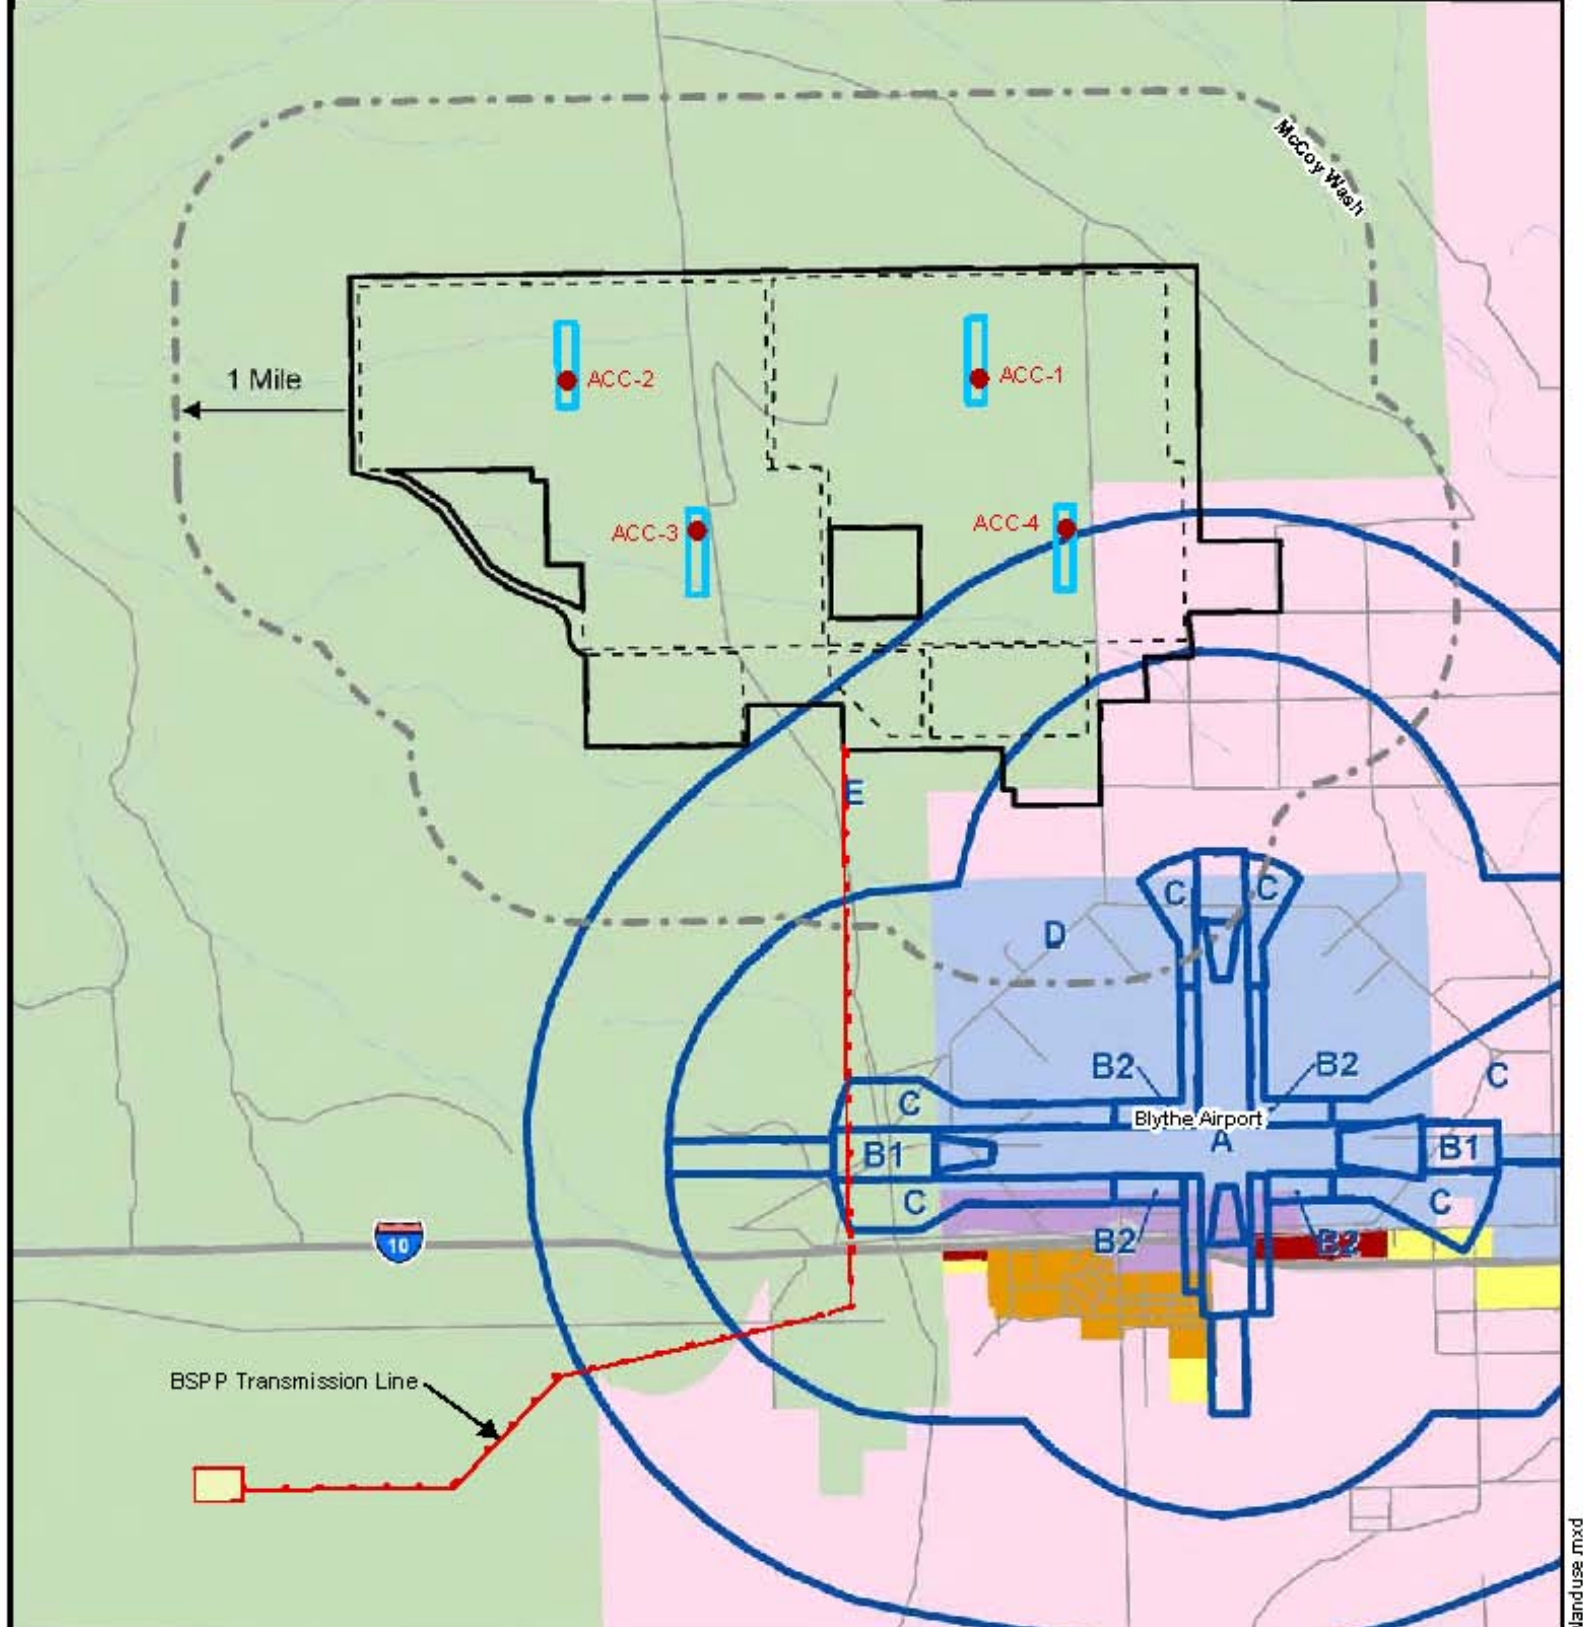 McCoy Wash
1 Mile
ACC-2
ACC-1
ACC-3
ACC-4
E
C
C
D
B2
B2
C
C
Blythe Airport
A
B1
B1
C
C
B2
B2
10
BSPP Transmission Line
landuse.mxd